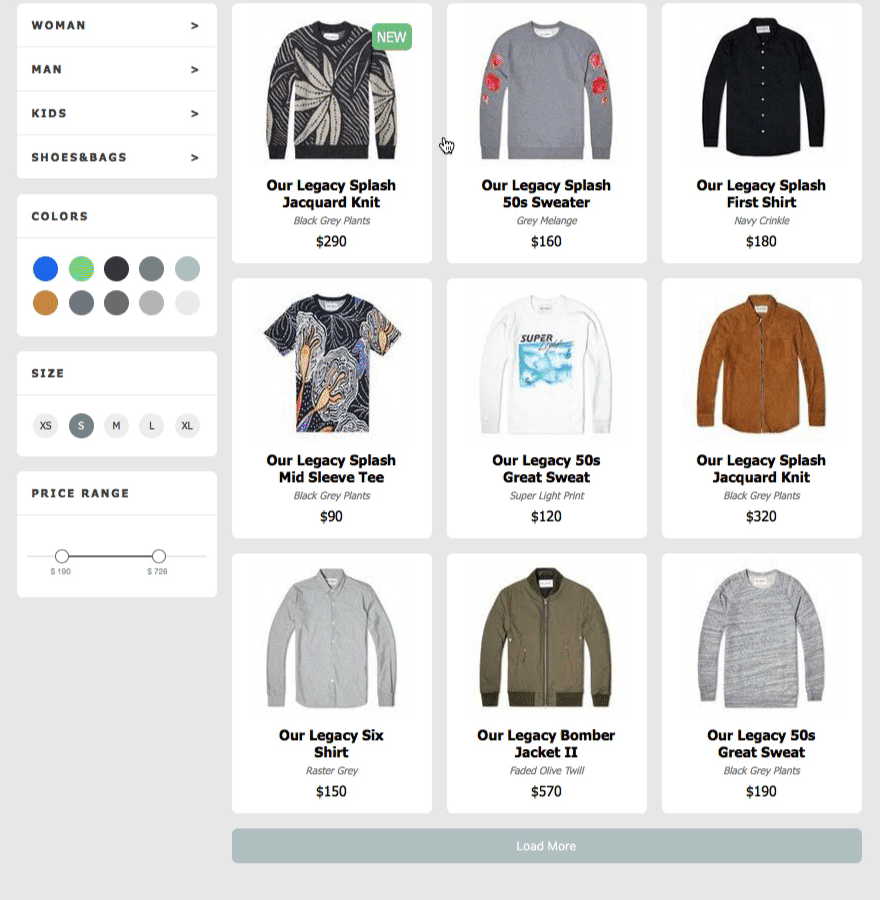 WOMAN >
MAN >
KIDS >
SHOES&BAGS >
COLORS
SIZE
XS S M L XL
PRICE RANGE
$ 190 $ 728
NEW
Our Legacy Splash
Jacquard Knit
Black Grey Plants
$290
Our Legacy Splash
50s Sweater
Grey Melange
$160
Our Legacy Splash
First Shirt
Navy Crinkle
$180
Our Legacy Splash
Mid Sleeve Tee
Black Grey Plants
$90
SUPER
Our Legacy 50s
Great Sweat
Super Light Print
$120
Our Legacy Splash
Jacquard Knit
Black Grey Plants
$320
Our Legacy Six
Shirt
Raster Grey
$150
Our Legacy Bomber
Jacket II
Faded Olive Twill
$570
Our Legacy 50s
Great Sweat
Black Grey Plants
$190
Load More